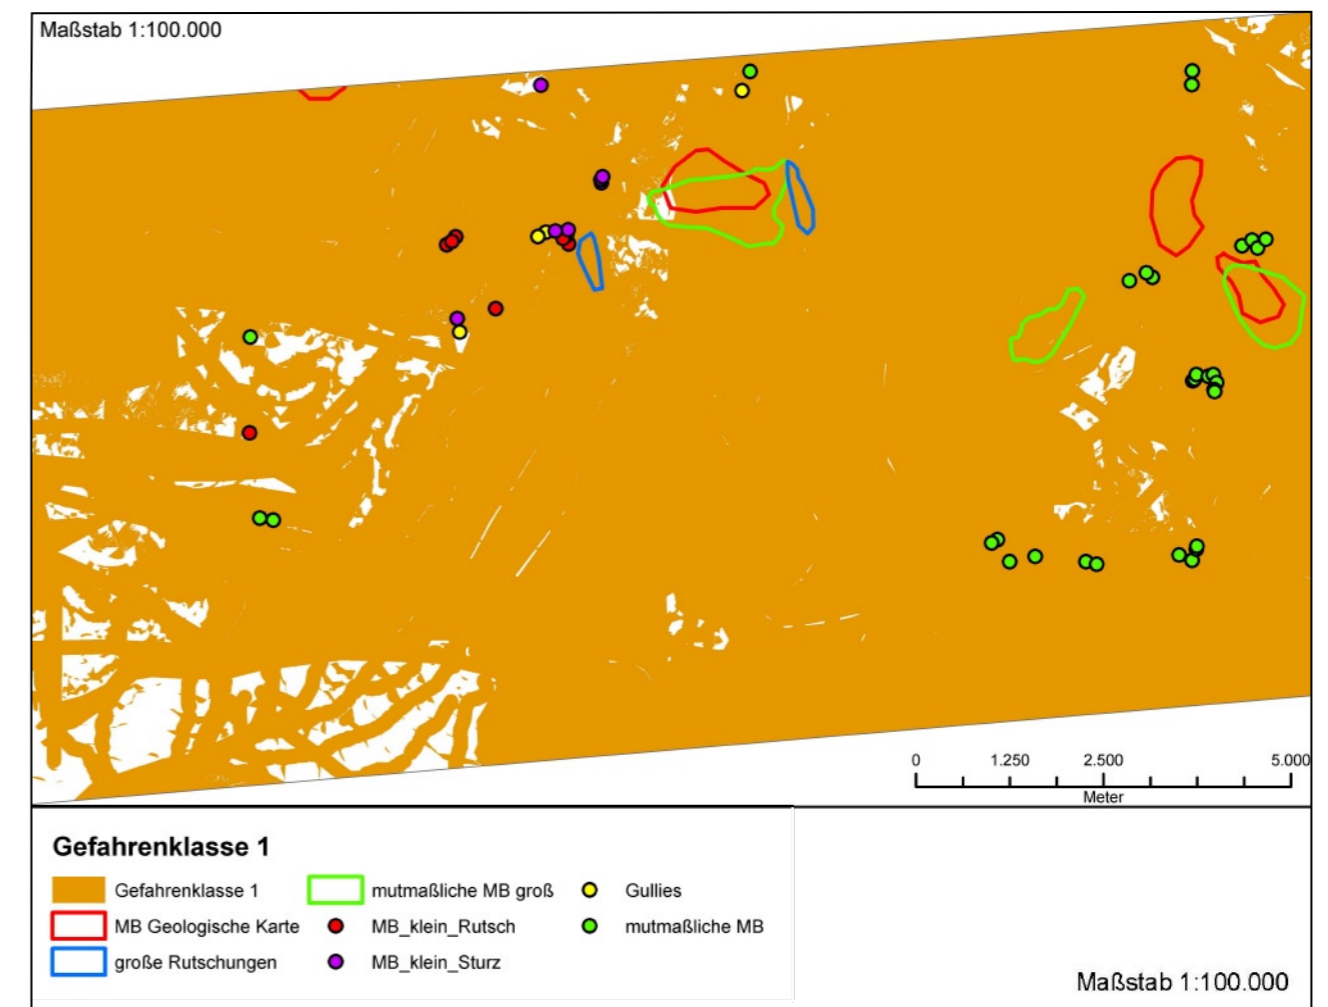 Maßstab 1:100.000
0 1.250 2.500 5.000
Meter
Gefahrenklasse 1
Gefahrenklasse 1 mutmaßliche MB groß Gullies
MB Geologische Karte MB_klein_Rutsch mutmaßliche MB
große Rutschungen MB_klein_Sturz
Maßstab 1:100.000